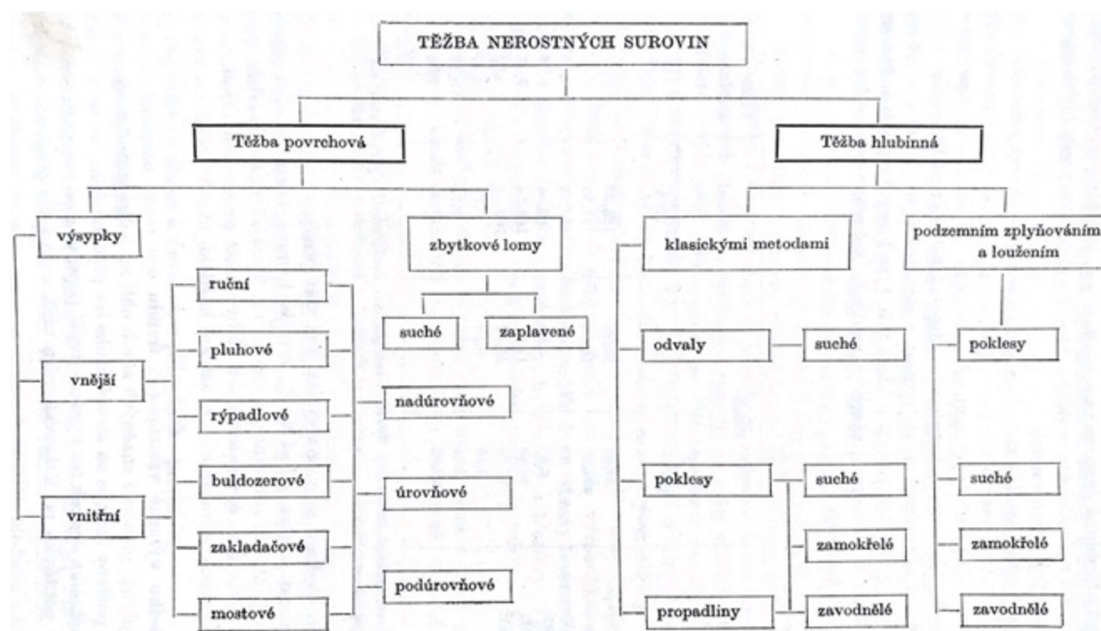 TĚŽBA NEROSTNÝCH SUROVIN
Těžba povrchová
Těžba hlubinná
výsypky
zbytkové lomy
klasickými metodami
podzemním zplyňováním
a loužením
ruční
suché
zaplavené
pluhové
odvaly
suché
poklesy
vnější
nadúrovňové
rýpadlové
buldozerové
poklesy
suché
suché
úrovňové
vnitřní
zakladačové
zamokřelé
zamokřelé
podúrovňové
mostové
propadliny
zavodnělé
zavodnělé